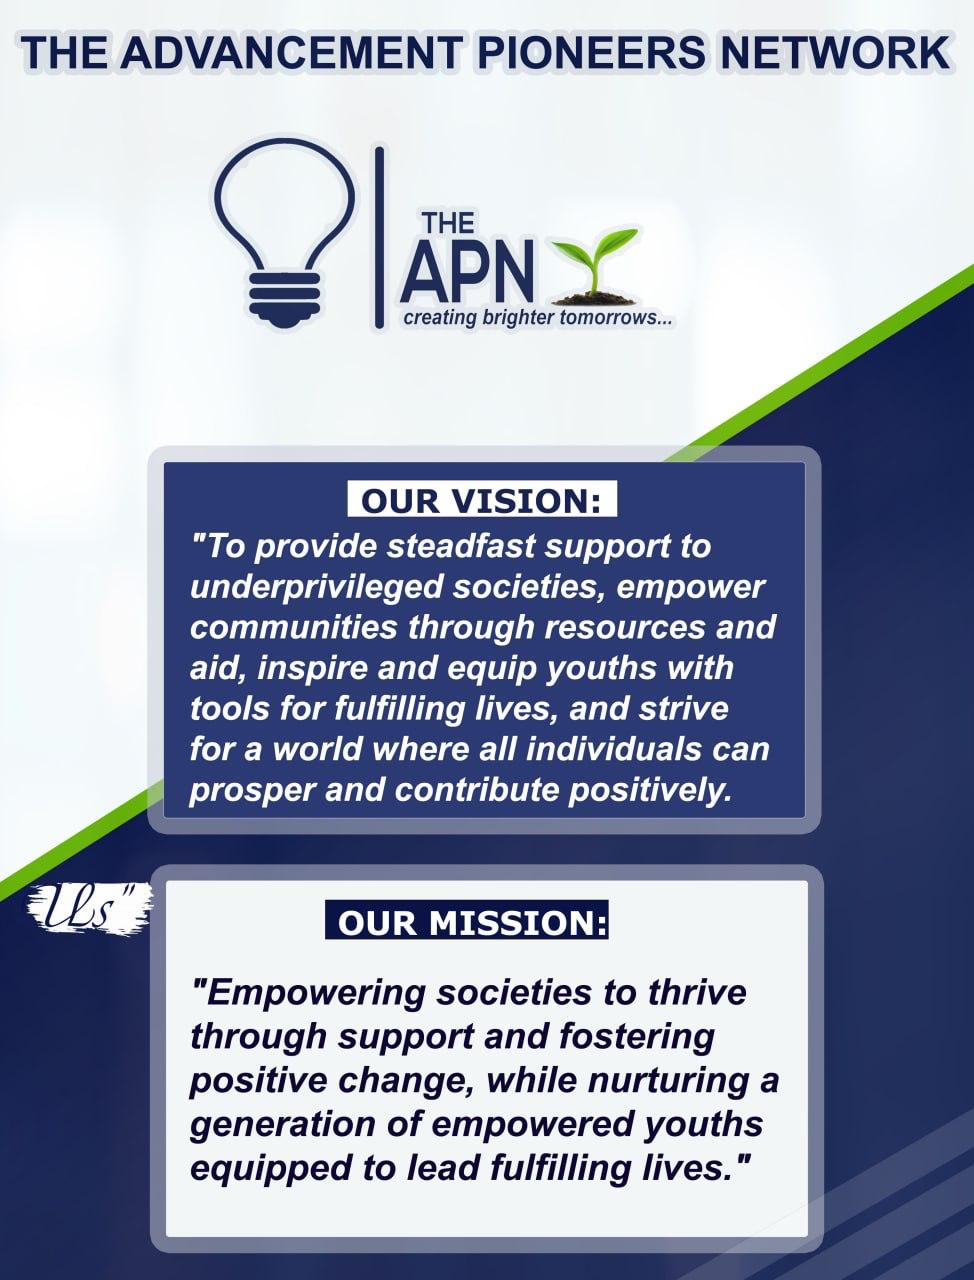 THE ADVANCEMENT PIONEERS NETWORK
THE
APN
creating brighter tomorrows...
OUR VISION:
"To provide steadfast support to
underprivileged societies, empower
communities through resources and
aid, inspire and equip youths with
tools for fulfilling lives, and strive
for a world where all individuals can
prosper and contribute positively.
OUR MISSION:
"Empowering societies to thrive
through support and fostering
positive change, while nurturing a
generation of empowered youths
equipped to lead fulfilling lives."